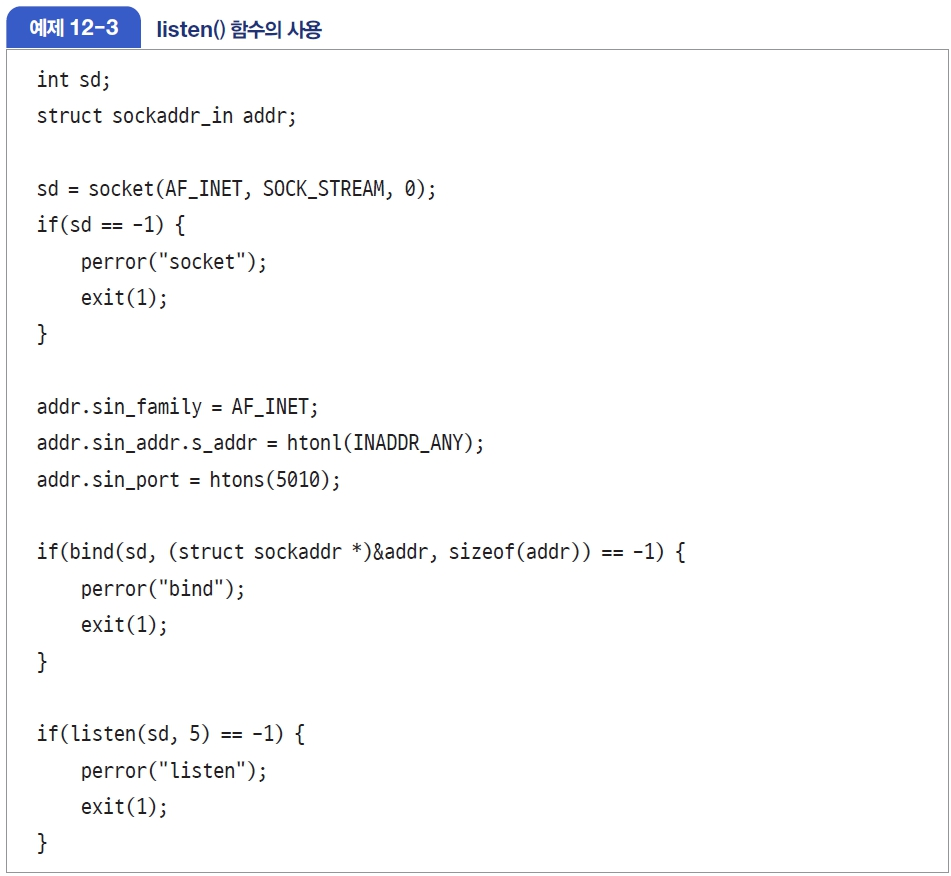 예제 12-3 listen() 함수의 사용
int sd;
struct sockaddr_in addr;
sd = socket(AF_INET, SOCK_STREAM, 0);
if(sd == -1) {
    perror("socket");
    exit(1);
}
addr.sin_family = AF_INET;
addr.sin_addr.s_addr = htonl(INADDR_ANY);
addr.sin_port = htons(5010);
if(bind(sd, (struct sockaddr *)&addr, sizeof(addr)) == -1) {
    perror("bind");
    exit(1);
}
if(listen(sd, 5) == -1) {
    perror("listen");
    exit(1);
}